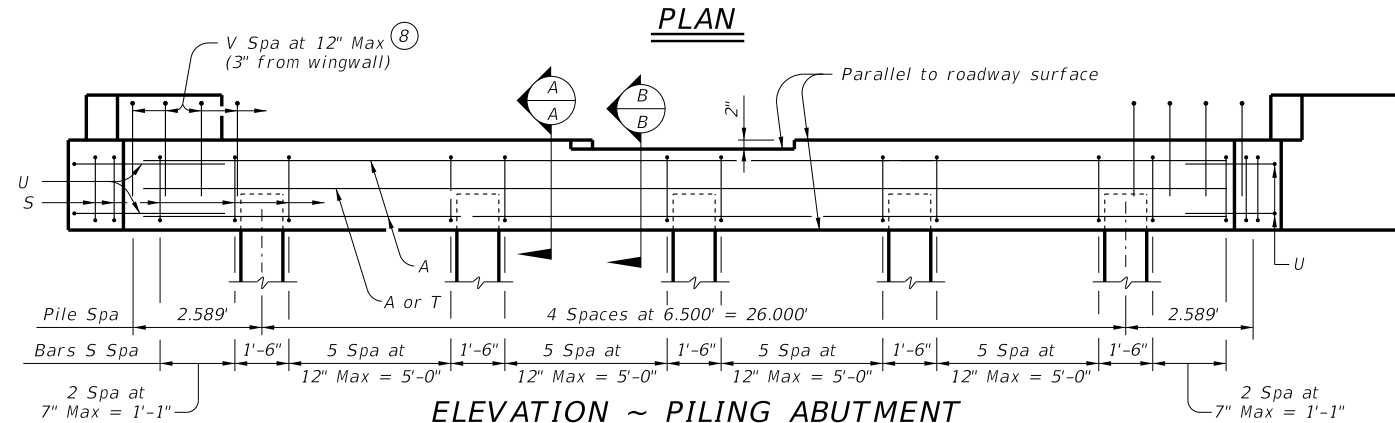 PLAN
V Spa at 12" Max 8
(3" from wingwall)
Parallel to roadway surface
A
A
B
B
2"
U
S
A
A or T
U
Pile Spa
2.589'
4 Spaces at 6.500' = 26.000'
2.589'
Bars S Spa
1'-6"
5 Spa at
12" Max = 5'-0"
1'-6"
5 Spa at
12" Max = 5'-0"
1'-6"
5 Spa at
12" Max = 5'-0"
1'-6"
5 Spa at
12" Max = 5'-0"
1'-6"
2 Spa at
7" Max = 1'-1"
2 Spa at
7" Max = 1'-1"
ELEVATION ~ PILING ABUTMENT